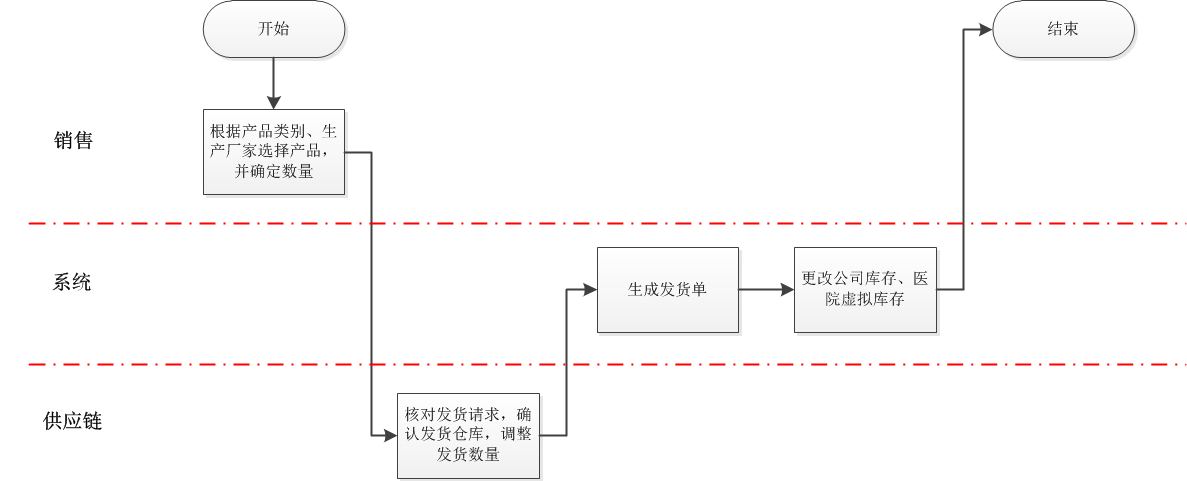 开始
结束
销售
根据产品类别、生
产厂家选择产品，
并确定数量
系统
生成发货单
更改公司库存、医
院虚拟库存
供应链
核对发货请求，确
认发货仓库，调整
发货数量